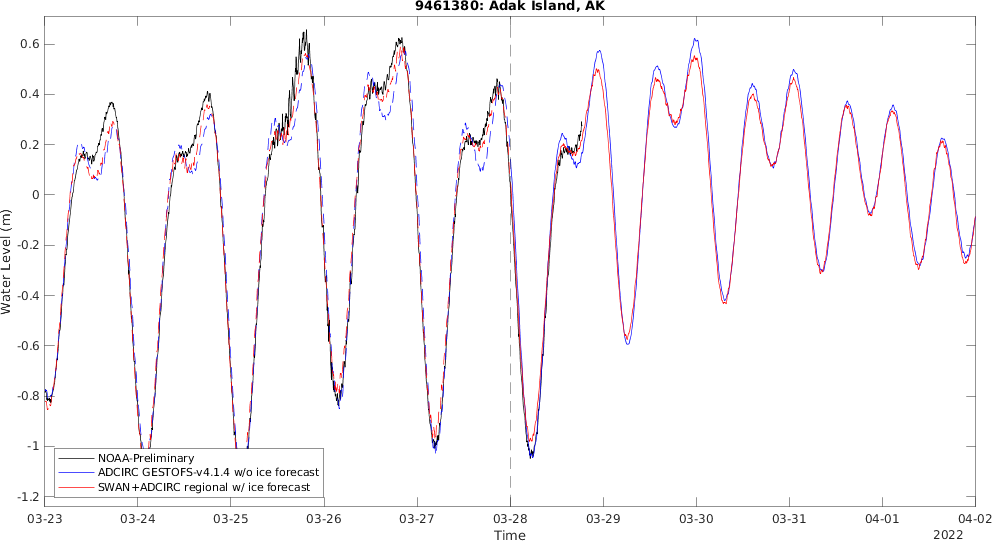 9461380: Adak Island, AK
Water Level (m)
0.6
0.4
0.2
0
-0.2
-0.4
-0.6
-0.8
-1
-1.2
NOAA-Preliminary
ADCIRC GESTOFS-v4.1.4 w/o ice forecast
SWAN+ADCIRC regional w/ ice forecast
03-23 03-24 03-25 03-26 03-27 03-28 03-29 03-30 03-31 04-01 04-02
Time
2022